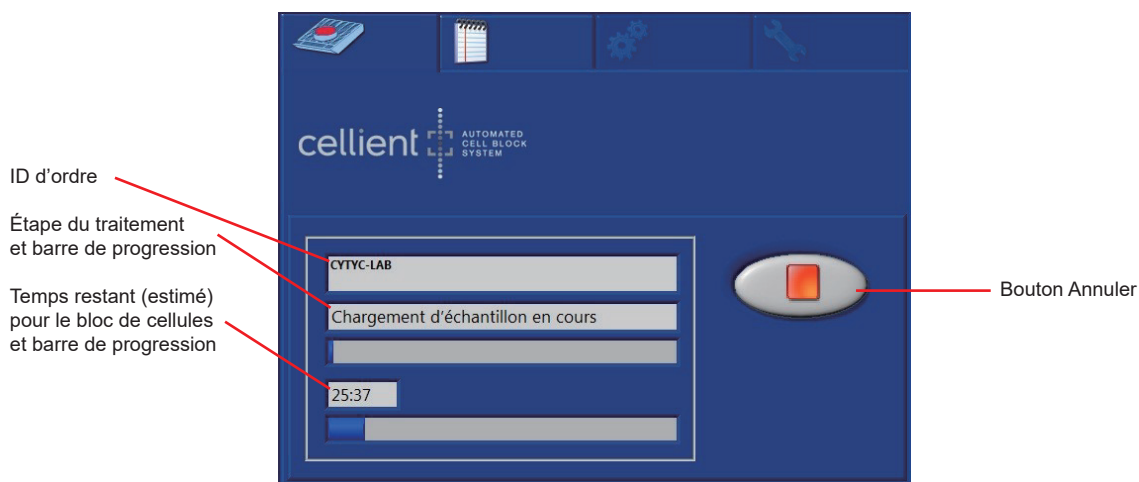 cellient
AUTOMATED
CELL BLOCK
SYSTEM
ID d’ordre
Étape du traitement
et barre de progression
Temps restant (estimé)
pour le bloc de cellules
et barre de progression
CYTYC-LAB
Chargement d’échantillon en cours
25:37
Bouton Annuler